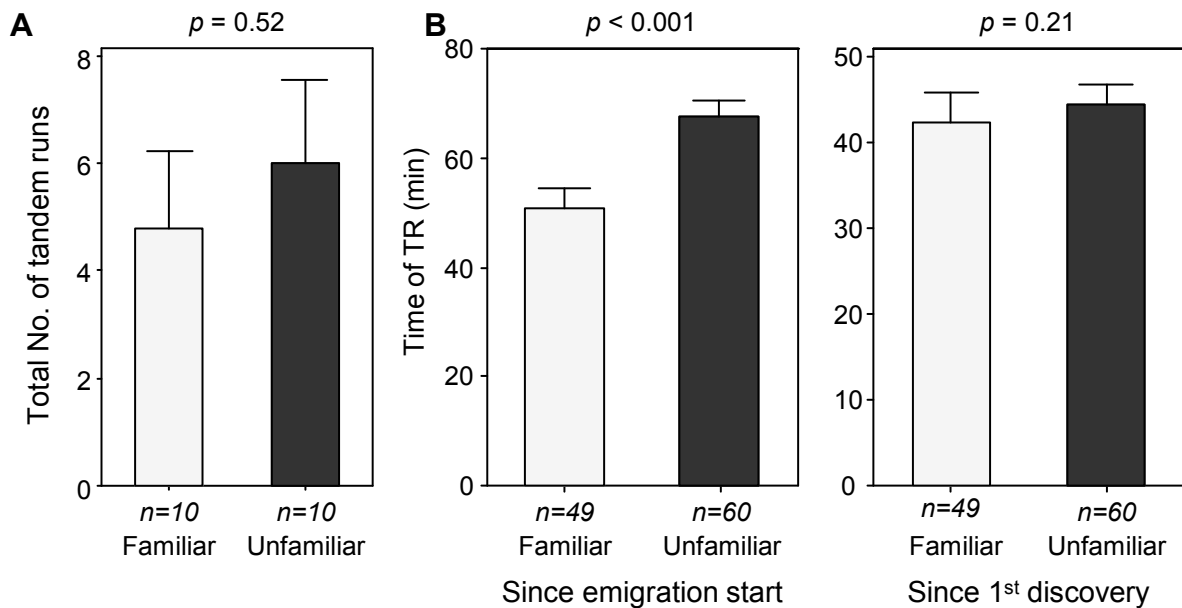 A
p = 0.52
Total No. of tandem runs
8
6
4
2
0
n=10
n=10
Familiar
Unfamiliar
B
p < 0.001
Time of TR (min)
80
60
40
20
0
n=49
n=60
Familiar
Unfamiliar
Since emigration start
p = 0.21
50
40
30
20
10
0
n=49
n=60
Familiar
Unfamiliar
Since 1st discovery